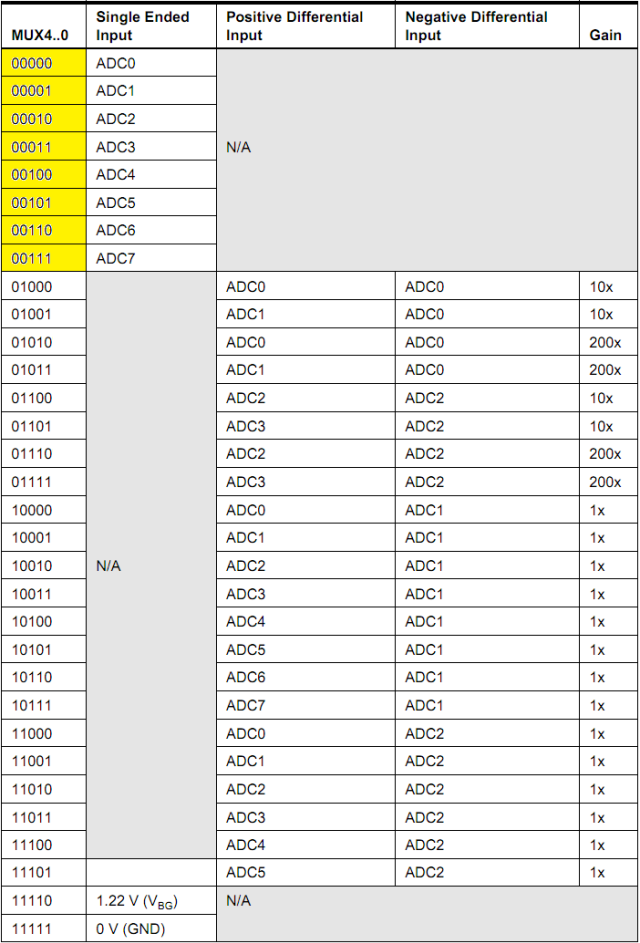 MUX4..0 Single Ended Input Positive Differential Input Negative Differential Input Gain
00000 ADC0
00001 ADC1
00010 ADC2
00011 ADC3 N/A
00100 ADC4
00101 ADC5
00110 ADC6
00111 ADC7
01000 ADC0 ADC0 10x
01001 ADC1 ADC0 10x
01010 ADC0 ADC0 200x
01011 ADC1 ADC0 200x
01100 ADC2 ADC2 10x
01101 ADC3 ADC2 10x
01110 ADC2 ADC2 200x
01111 ADC3 ADC2 200x
10000 ADC0 ADC1 1x
10001 ADC1 ADC1 1x
10010 N/A ADC2 ADC1 1x
10011 ADC3 ADC1 1x
10100 ADC4 ADC1 1x
10101 ADC5 ADC1 1x
10110 ADC6 ADC1 1x
10111 ADC7 ADC1 1x
11000 ADC0 ADC2 1x
11001 ADC1 ADC2 1x
11010 ADC2 ADC2 1x
11011 ADC3 ADC2 1x
11100 ADC4 ADC2 1x
11101 ADC5 ADC2 1x
11110 1.22 V (VBG) N/A
11111 0 V (GND)